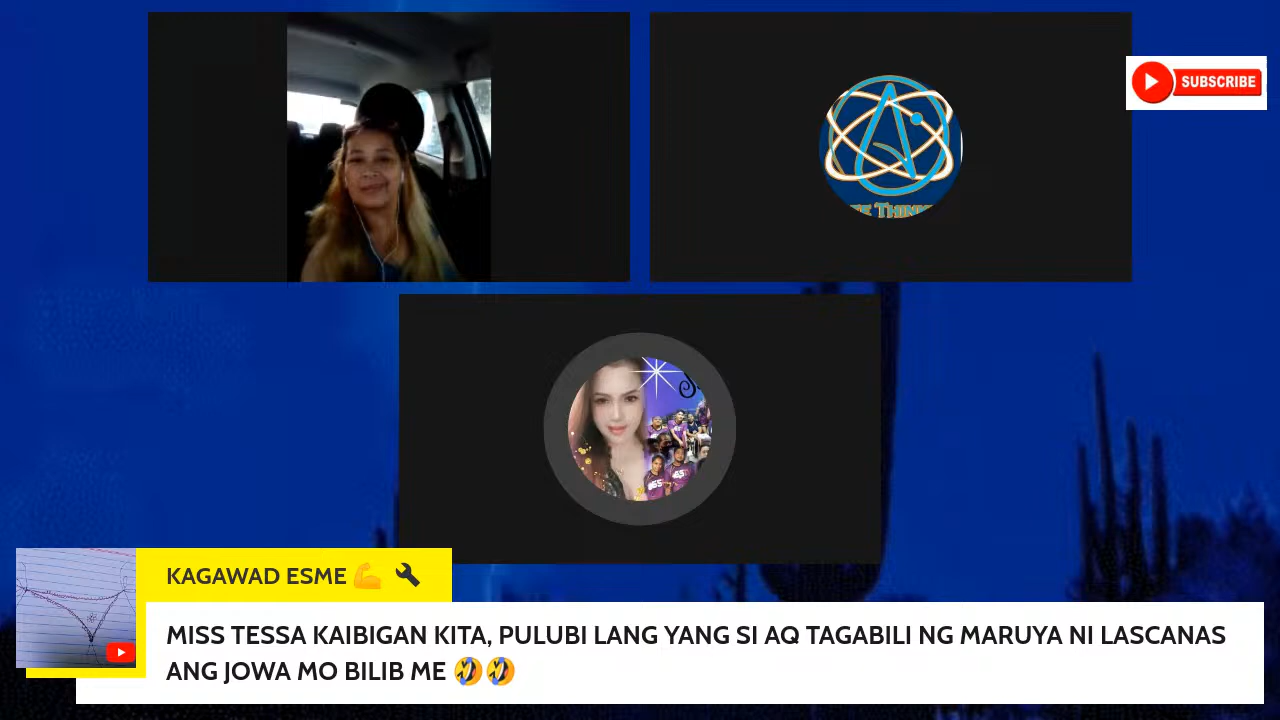 SUBSCRIBE
KAGAWAD ESME 💪 🔧
MISS TESSA KAIBIGAN KITA, PULUBI LANG YANG SI AQ TAGABILI NG MARUYA NI LASCANAS
ANG JOWA MO BILIB ME 🤣🤣